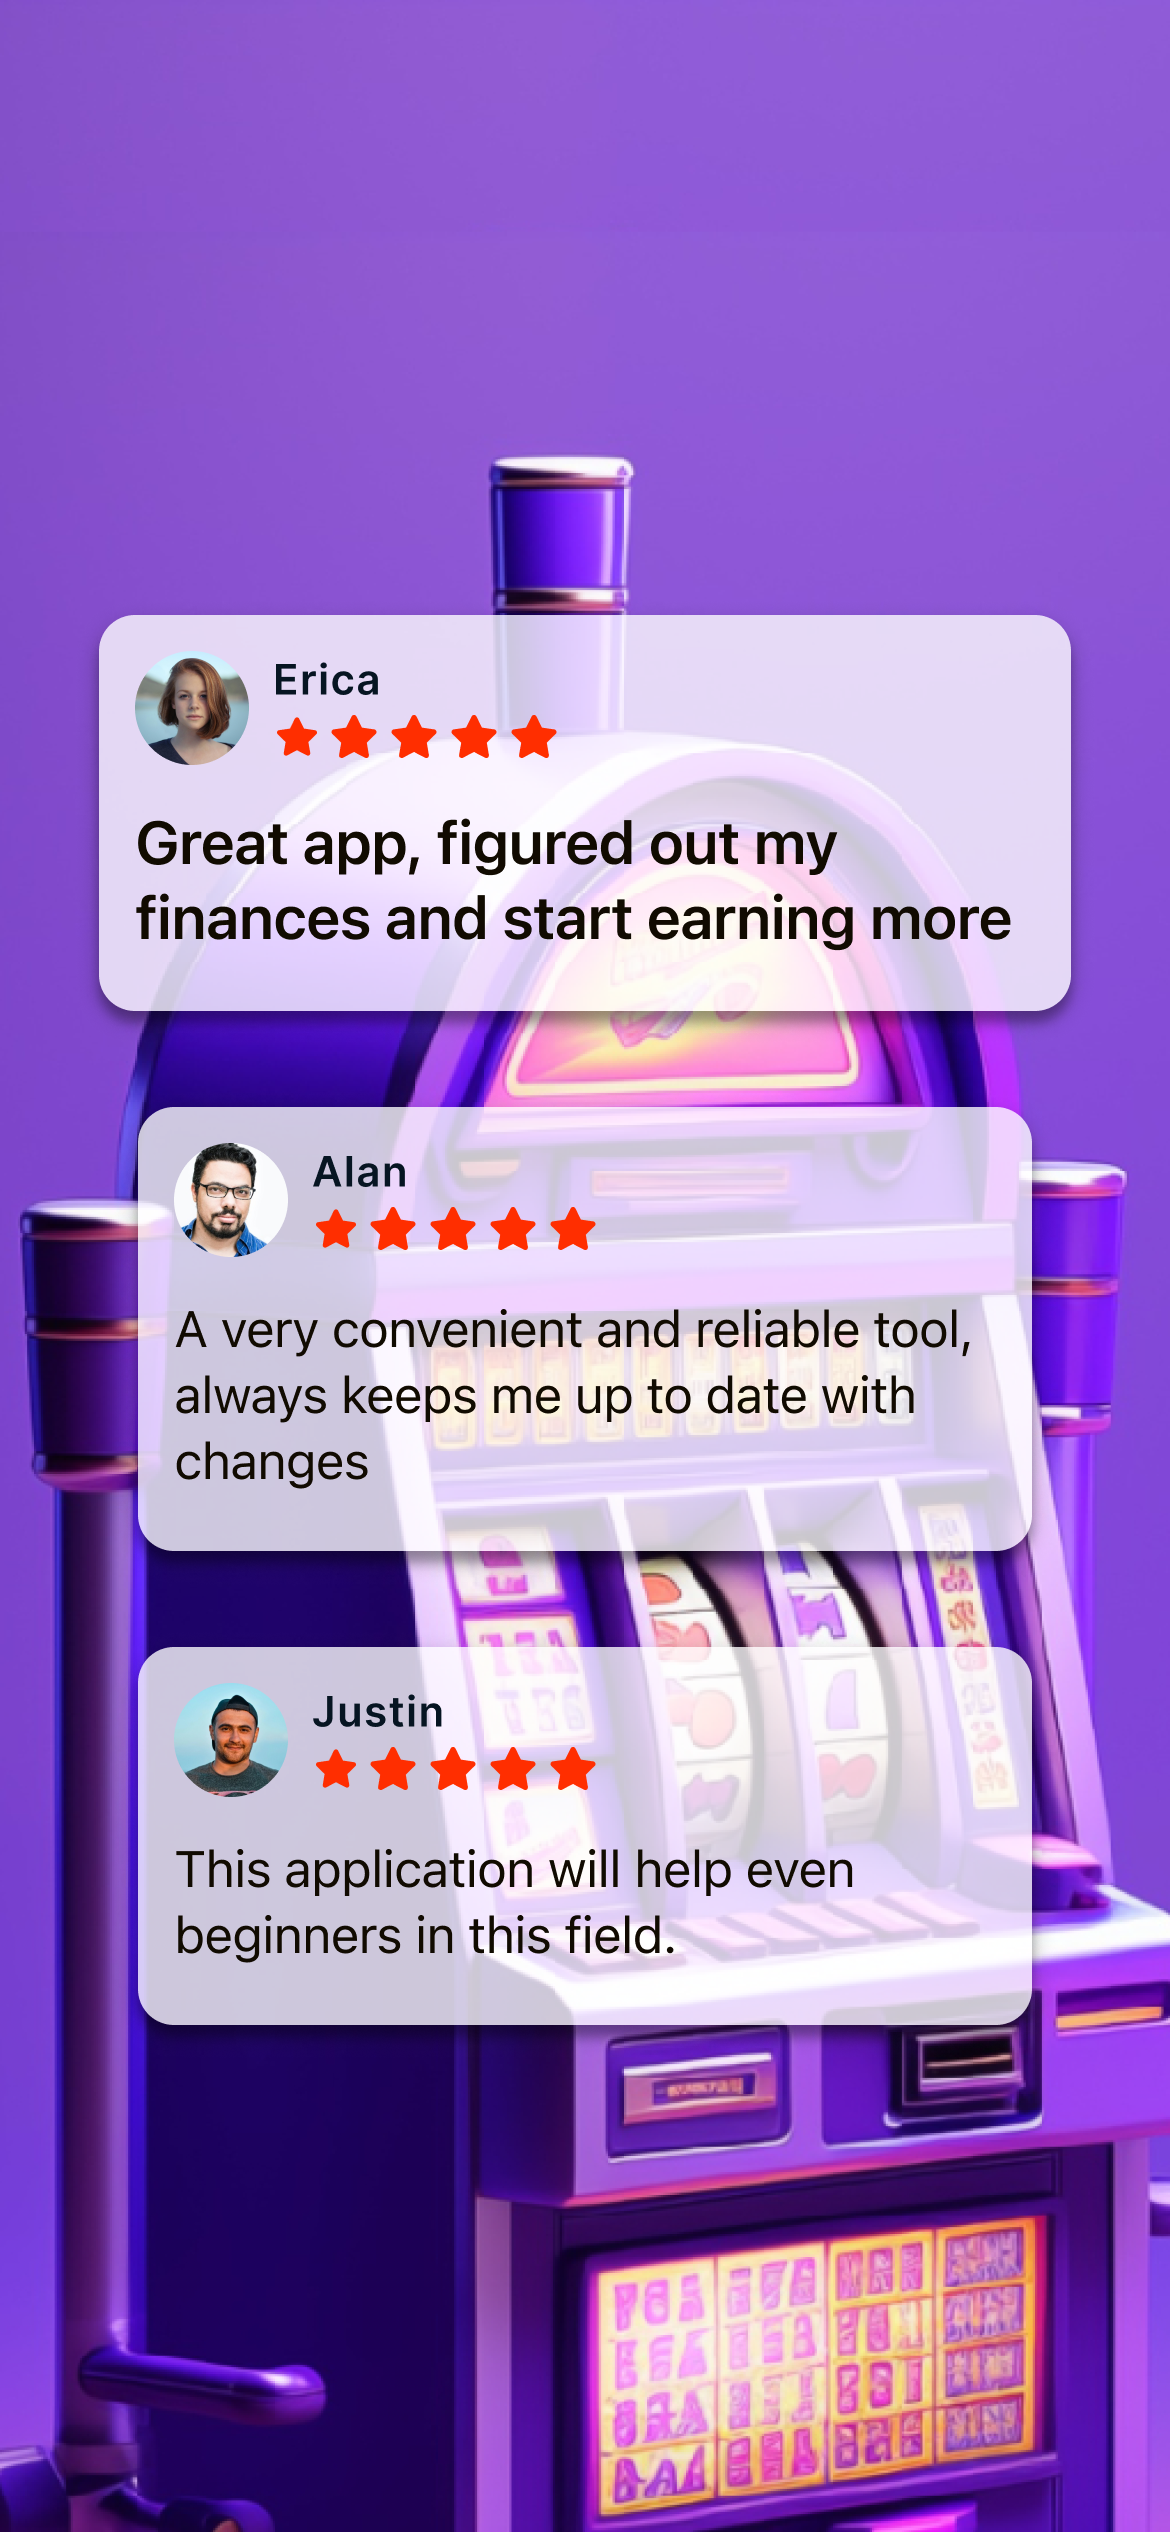 Erica
Great app, figured out my
finances and start earning more
Alan
A very convenient and reliable tool,
always keeps me up to date with
changes
Justin
This application will help even
beginners in this field.